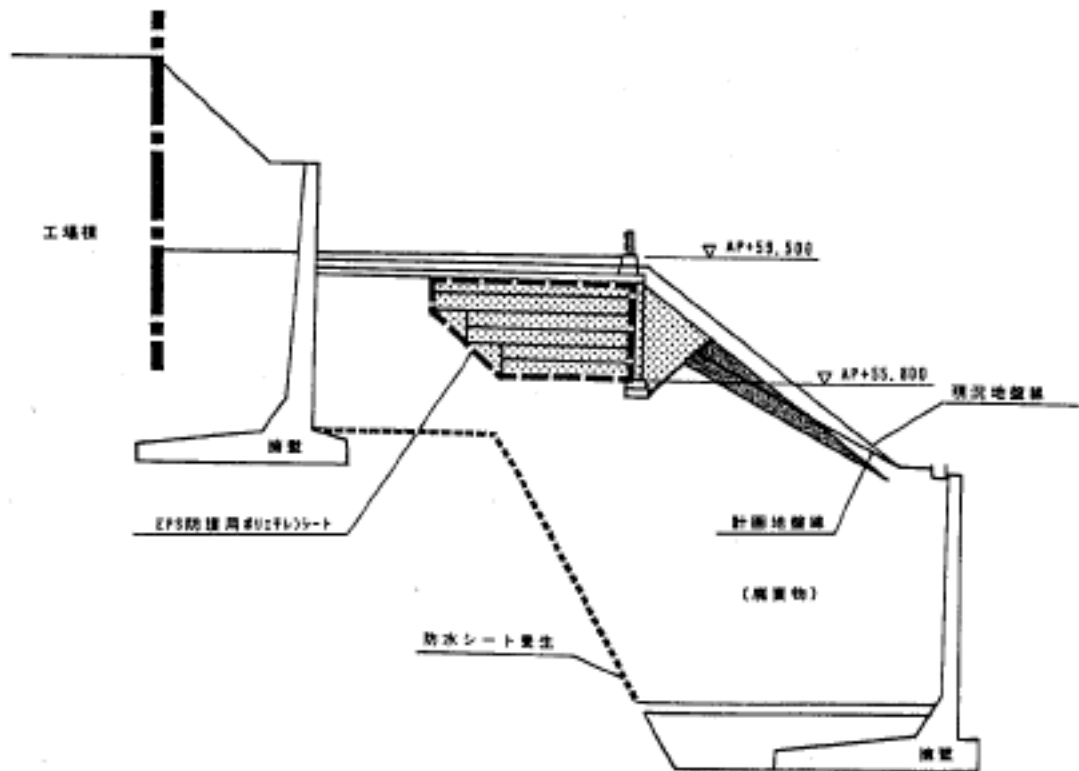 工場棟
▽ AP+59,500
▽ AP+55,800
現況地盤線
擁壁
EPS防護用ポリエチレンシート
計画地盤線
(廃棄物)
防水シート養生
擁壁